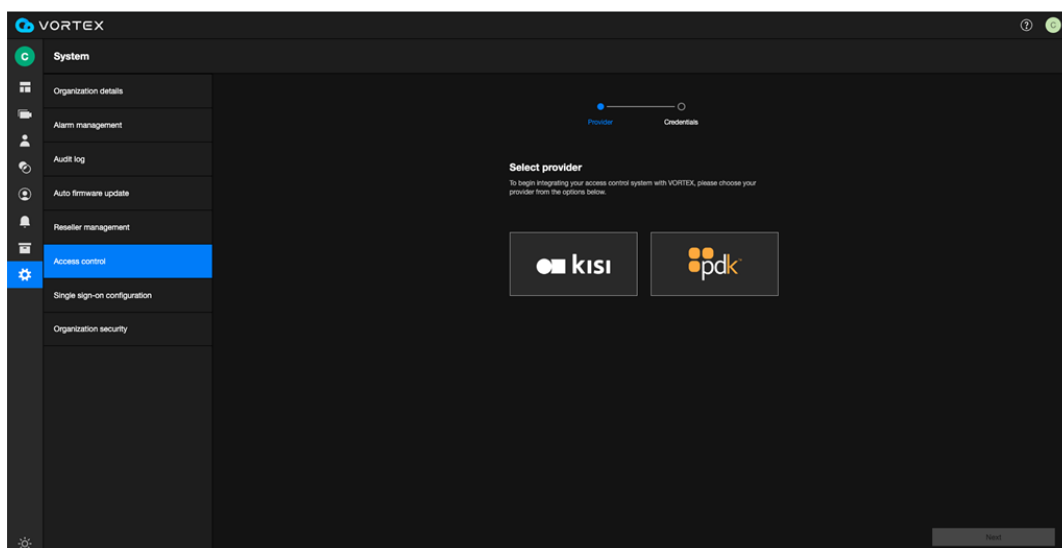 VORTEX
C
C
System
Organization details
Alarm management
Audit log
Auto firmware update
Reseller management
Access control
Single sign-on configuration
Organization security
Provider
Credentials
Select provider
To begin integrating your access control system with VORTEX, please choose your
provider from the options below.
kisi
pdk
Next